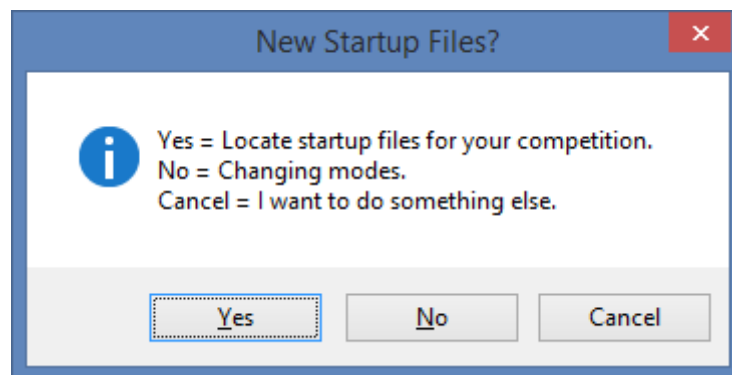 New Startup Files?
Yes = Locate startup files for your competition.
No = Changing modes.
Cancel = I want to do something else.
Yes
No
Cancel